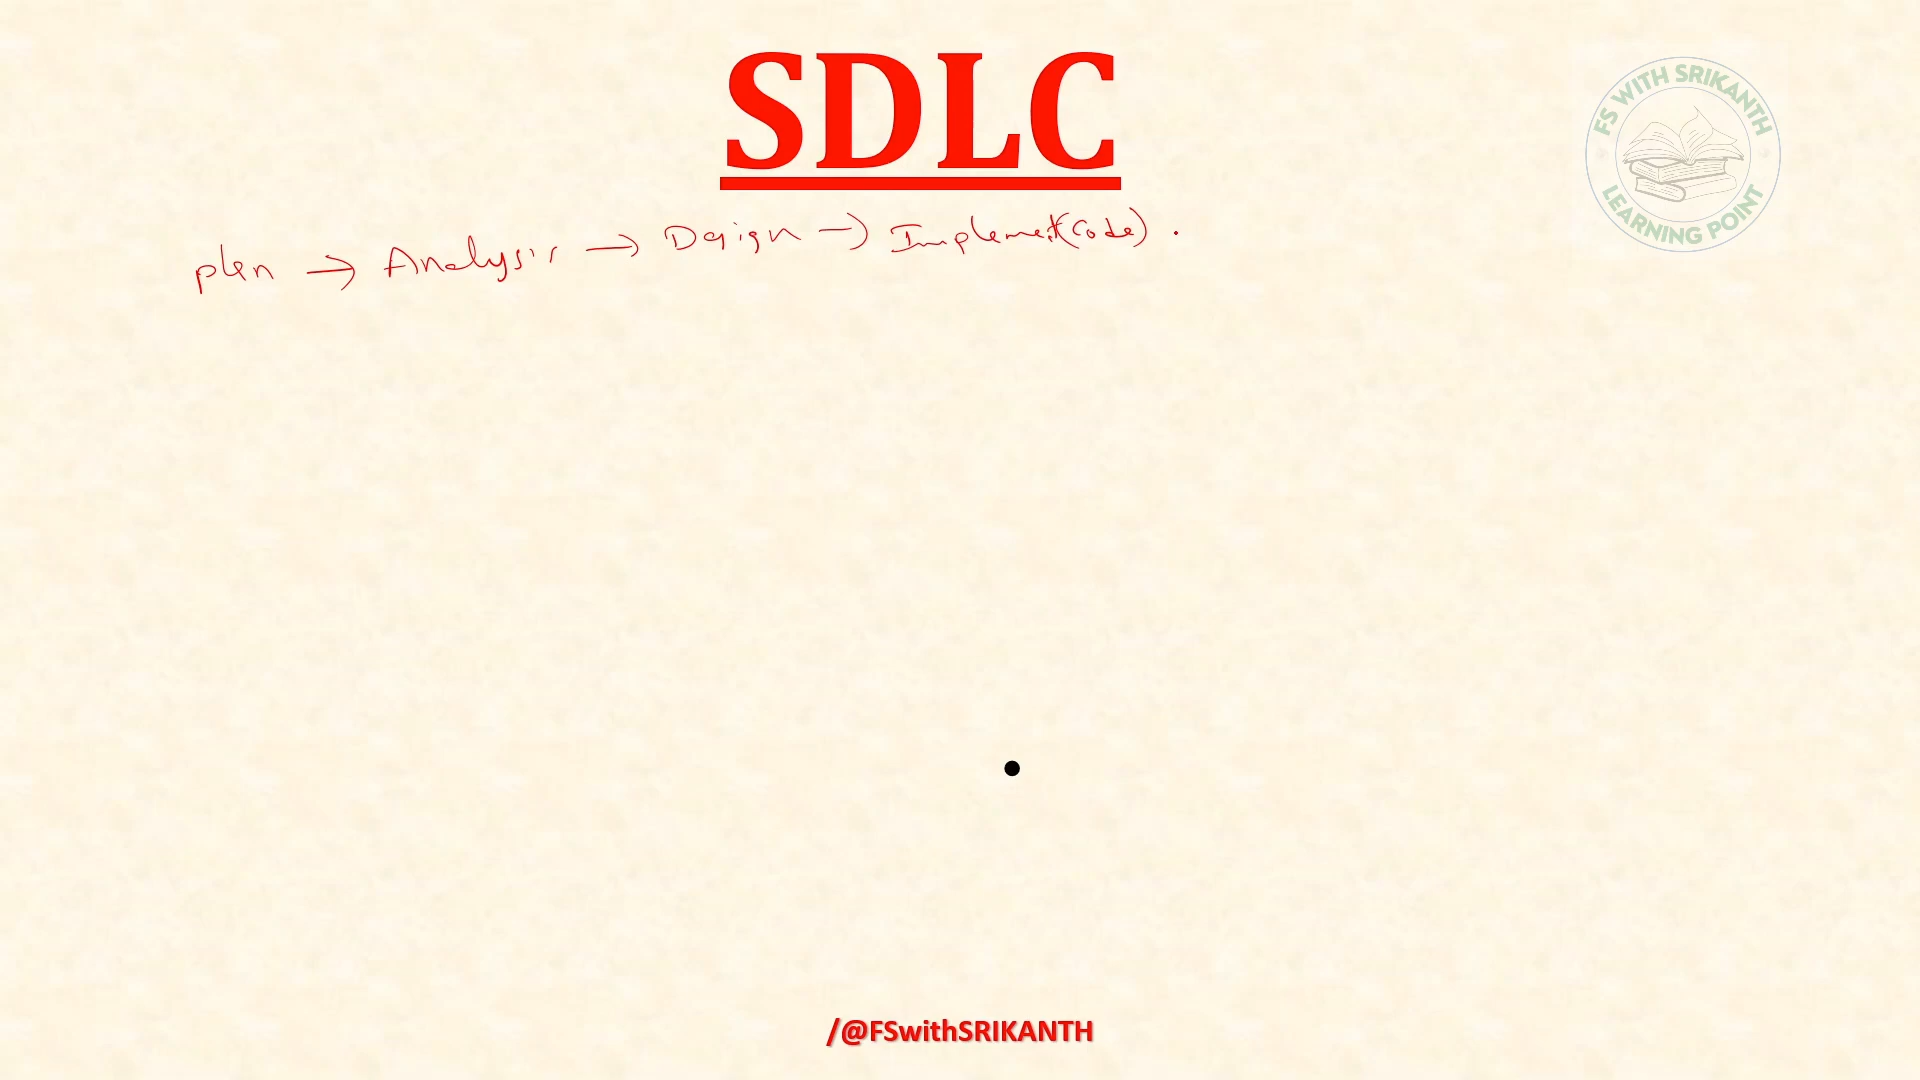 SDLC
FS WITH SRIKANTH
LEARNING POINT
plan → Analysis → Design → Implement(Code) .
/@FSwithSRIKANTH